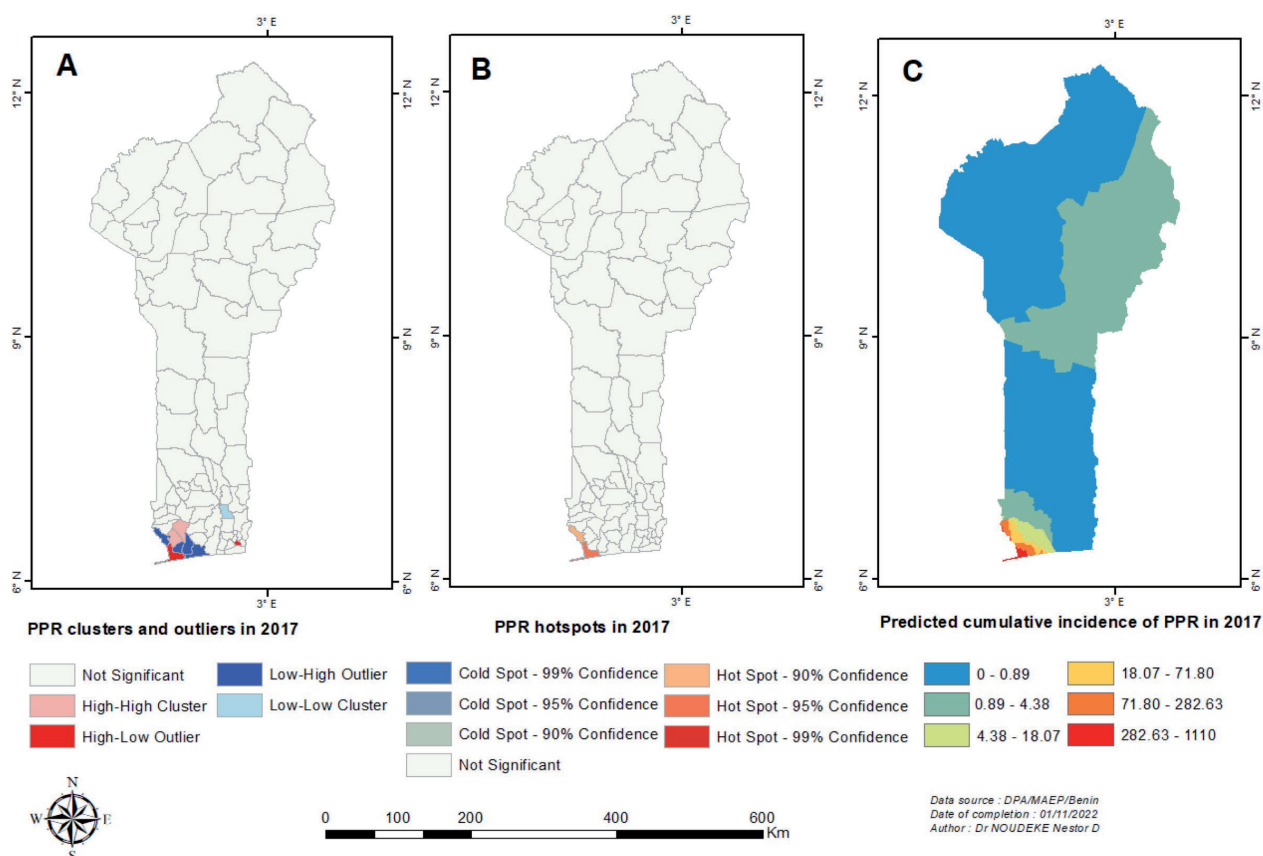 3° E
3° E
3° E
A
B
C
12° N
12° N
12° N
12° N
12° N
12° N
9° N
9° N
9° N
9° N
9° N
9° N
6° N
6° N
6° N
6° N
6° N
6° N
3° E
3° E
3° E
PPR clusters and outliers in 2017
Not Significant
High-High Cluster
High-Low Outlier
Low-High Outlier
Low-Low Cluster
PPR hotspots in 2017
Cold Spot - 99% Confidence
Cold Spot - 95% Confidence
Cold Spot - 90% Confidence
Not Significant
Hot Spot - 90% Confidence
Hot Spot - 95% Confidence
Hot Spot - 99% Confidence
Predicted cumulative incidence of PPR in 2017
0 - 0.89
0.89 - 4.38
4.38 - 18.07
18.07 - 71.80
71.80 - 282.63
282.63 - 1110
N
W E
S
0 100 200 400 600
Km
Data source : DPA/MAEP/Benin
Date of completion : 01/11/2022
Author : Dr NOUDEKE Nestor D